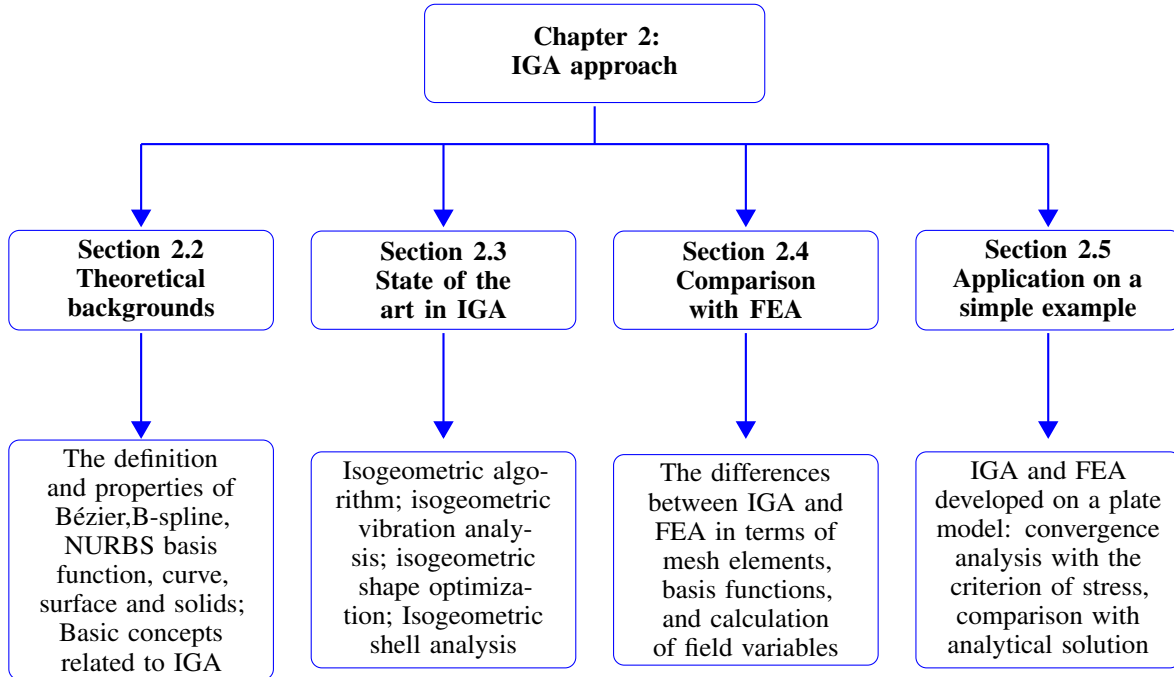 Chapter 2:
IGA approach
Section 2.2
Theoretical
backgrounds
Section 2.3
State of the
art in IGA
Section 2.4
Comparison
with FEA
Section 2.5
Application on a
simple example
The definition
and properties of
Bézier,B-spline,
NURBS basis
function, curve,
surface and solids;
Basic concepts
related to IGA
Isogeometric algo-
rithm; isogeometric
vibration analy-
sis; isogeometric
shape optimiza-
tion; Isogeometric
shell analysis
The differences
between IGA and
FEA in terms of
mesh elements,
basis functions,
and calculation
of field variables
IGA and FEA
developed on a plate
model: convergence
analysis with the
criterion of stress,
comparison with
analytical solution